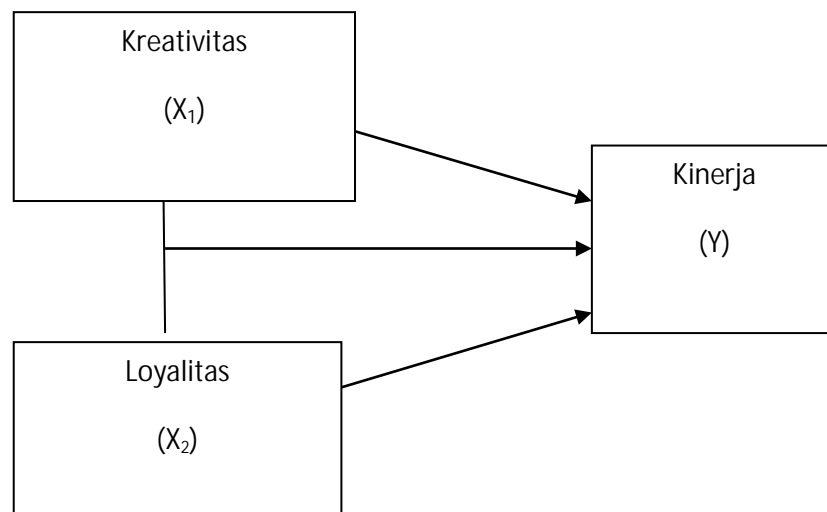 Kreativitas
(X₁)
Kinerja
(Y)
Loyalitas
(X₂)